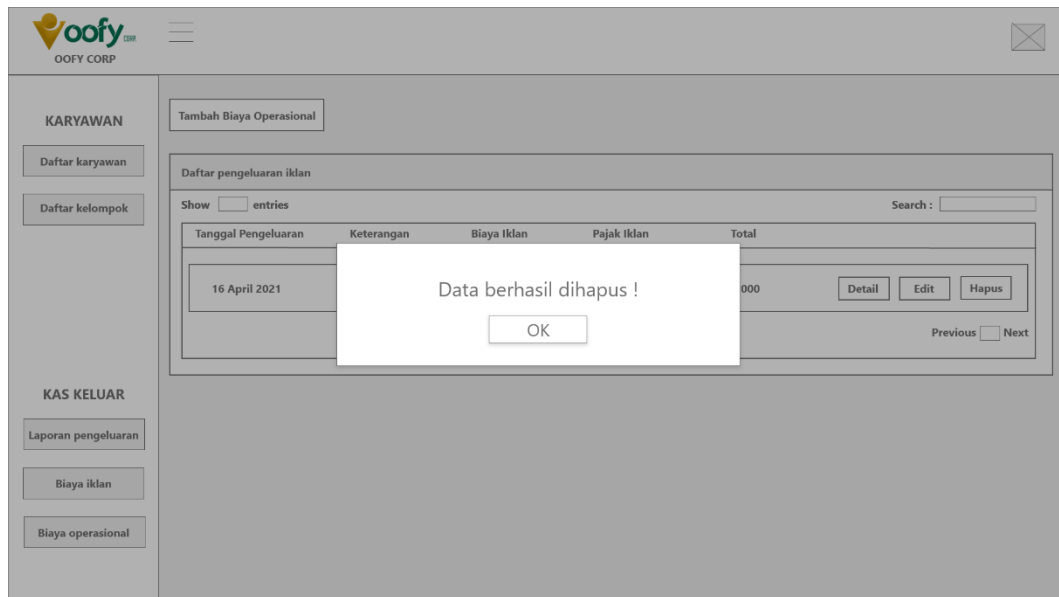 oofy CORP.
OOFY CORP
KARYAWAN
Daftar karyawan
Daftar kelompok
KAS KELUAR
Laporan pengeluaran
Biaya iklan
Biaya operasional
Tambah Biaya Operasional
Daftar pengeluaran iklan
Show entries Search :
Tanggal Pengeluaran Keterangan Biaya Iklan Pajak Iklan Total
16 April 2021 000 Detail Edit Hapus
Data berhasil dihapus !
OK
Previous Next